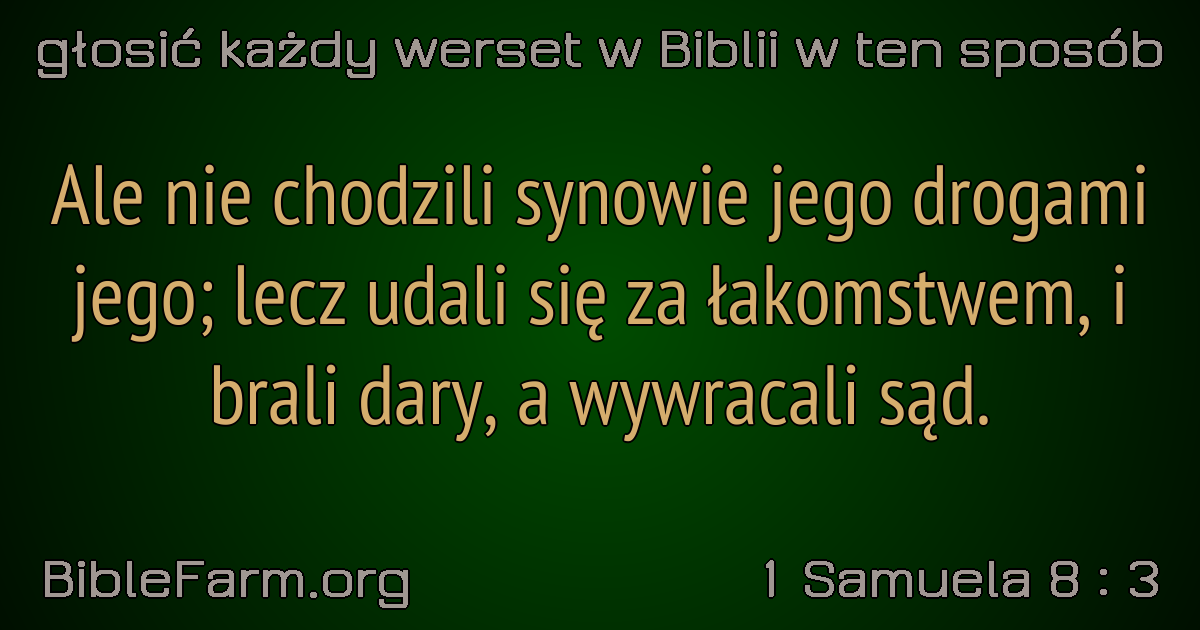 głosić każdy werset w Biblii w ten sposób
Ale nie chodzili synowie jego drogami
jego; lecz udali się za łakomstwem, i
brali dary, a wywracali sąd.
BibleFarm.org
1 Samuela 8 : 3